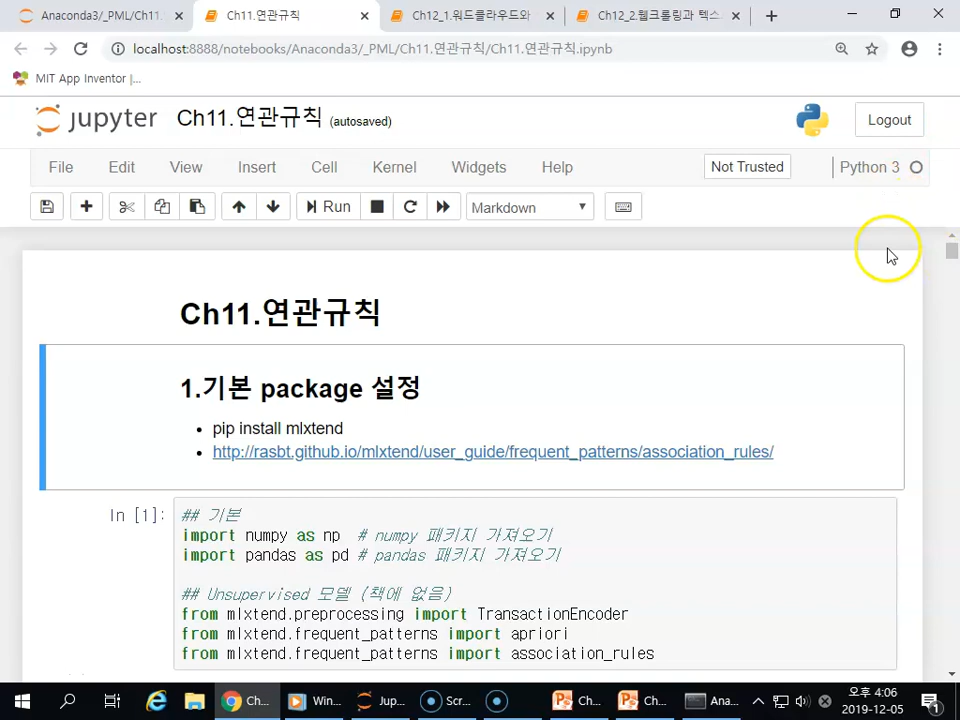 Anaconda3/_PML/Ch11.
Ch11.연관규칙
Ch12_1.워드클라우드와
Ch12_2.웹크롤링과 텍스
localhost:8888/notebooks/Anaconda3/_PML/Ch11.연관규칙/Ch11.연관규칙.ipynb
MIT App Inventor |...
jupyter Ch11.연관규칙 (autosaved)
Logout
File Edit View Insert Cell Kernel Widgets Help
Not Trusted
Python 3
Run
Markdown
Ch11.연관규칙
1.기본 package 설정
• pip install mlxtend
• http://rasbt.github.io/mlxtend/user_guide/frequent_patterns/association_rules/
In [1]:
## 기본
import numpy as np # numpy 패키지 가져오기
import pandas as pd # pandas 패키지 가져오기
## Unsupervised 모델 (책에 없음)
from mlxtend.preprocessing import TransactionEncoder
from mlxtend.frequent_patterns import apriori
from mlxtend.frequent_patterns import association_rules
Ch...
Win...
Jup...
Scr...
Ch...
Ch...
Ana...
오후 4:06
2019-12-05
1